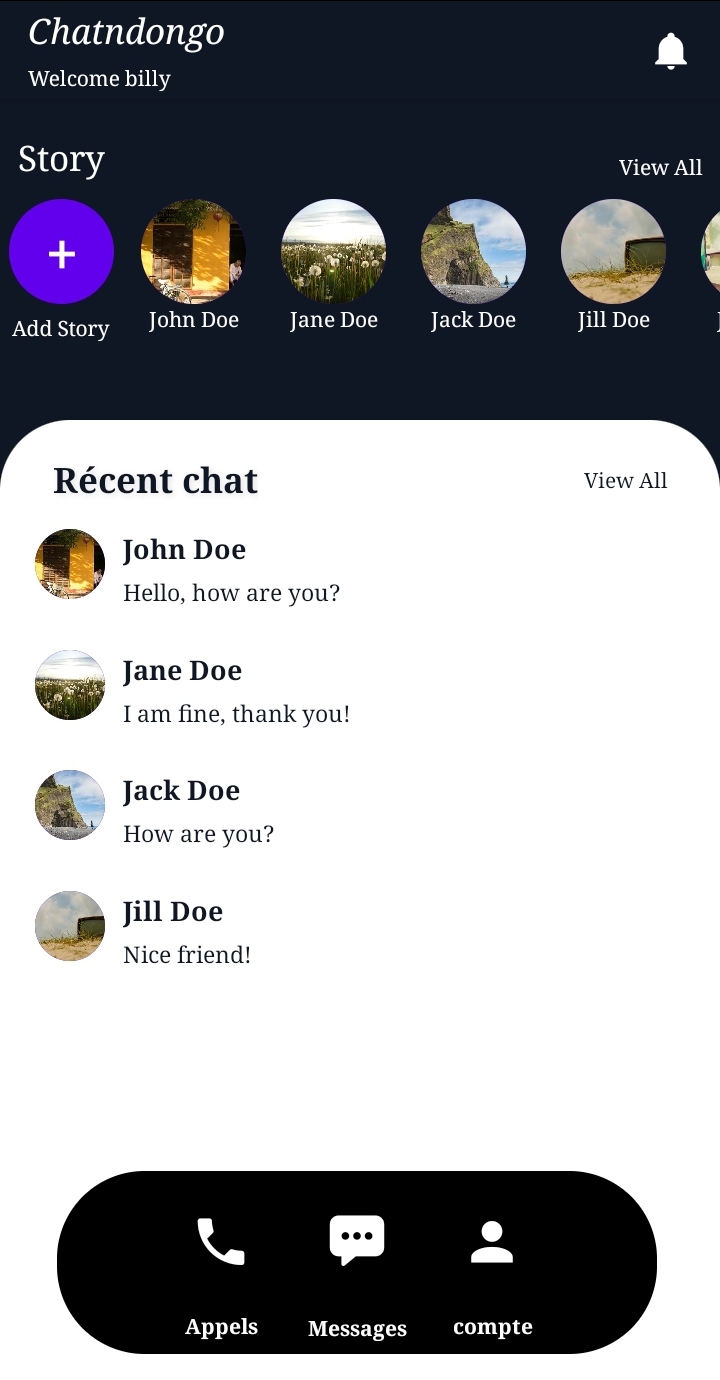 Chatndongo
Welcome billy
Story
View All
Add Story
John Doe
Jane Doe
Jack Doe
Jill Doe
Récent chat
View All
John Doe
Hello, how are you?
Jane Doe
I am fine, thank you!
Jack Doe
How are you?
Jill Doe
Nice friend!
Appels
Messages
compte